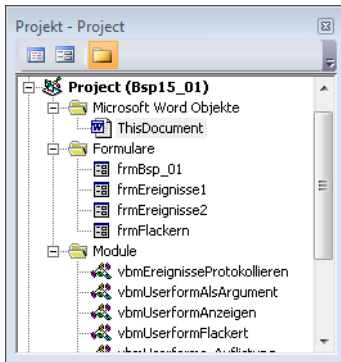 Projekt - Project
Project (Bsp15_01)
Microsoft Word Objekte
ThisDocument
Formulare
frmBsp_01
frmEreignisse1
frmEreignisse2
frmFlackern
Module
vbmEreignisseProtokollieren
vbmUserformAlsArgument
vbmUserformAnzeigen
vbmUserformFlackert